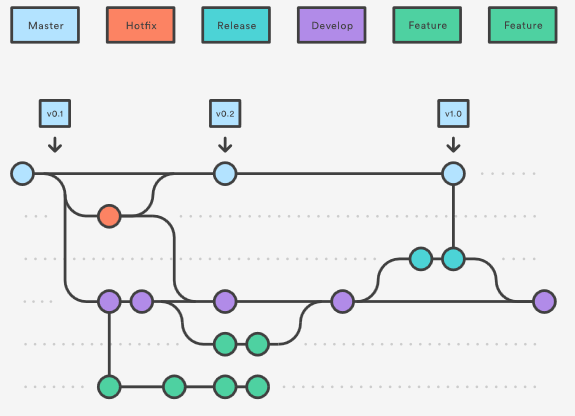 Master
Hotfix
Release
Develop
Feature
Feature
v0.1
v0.2
v1.0